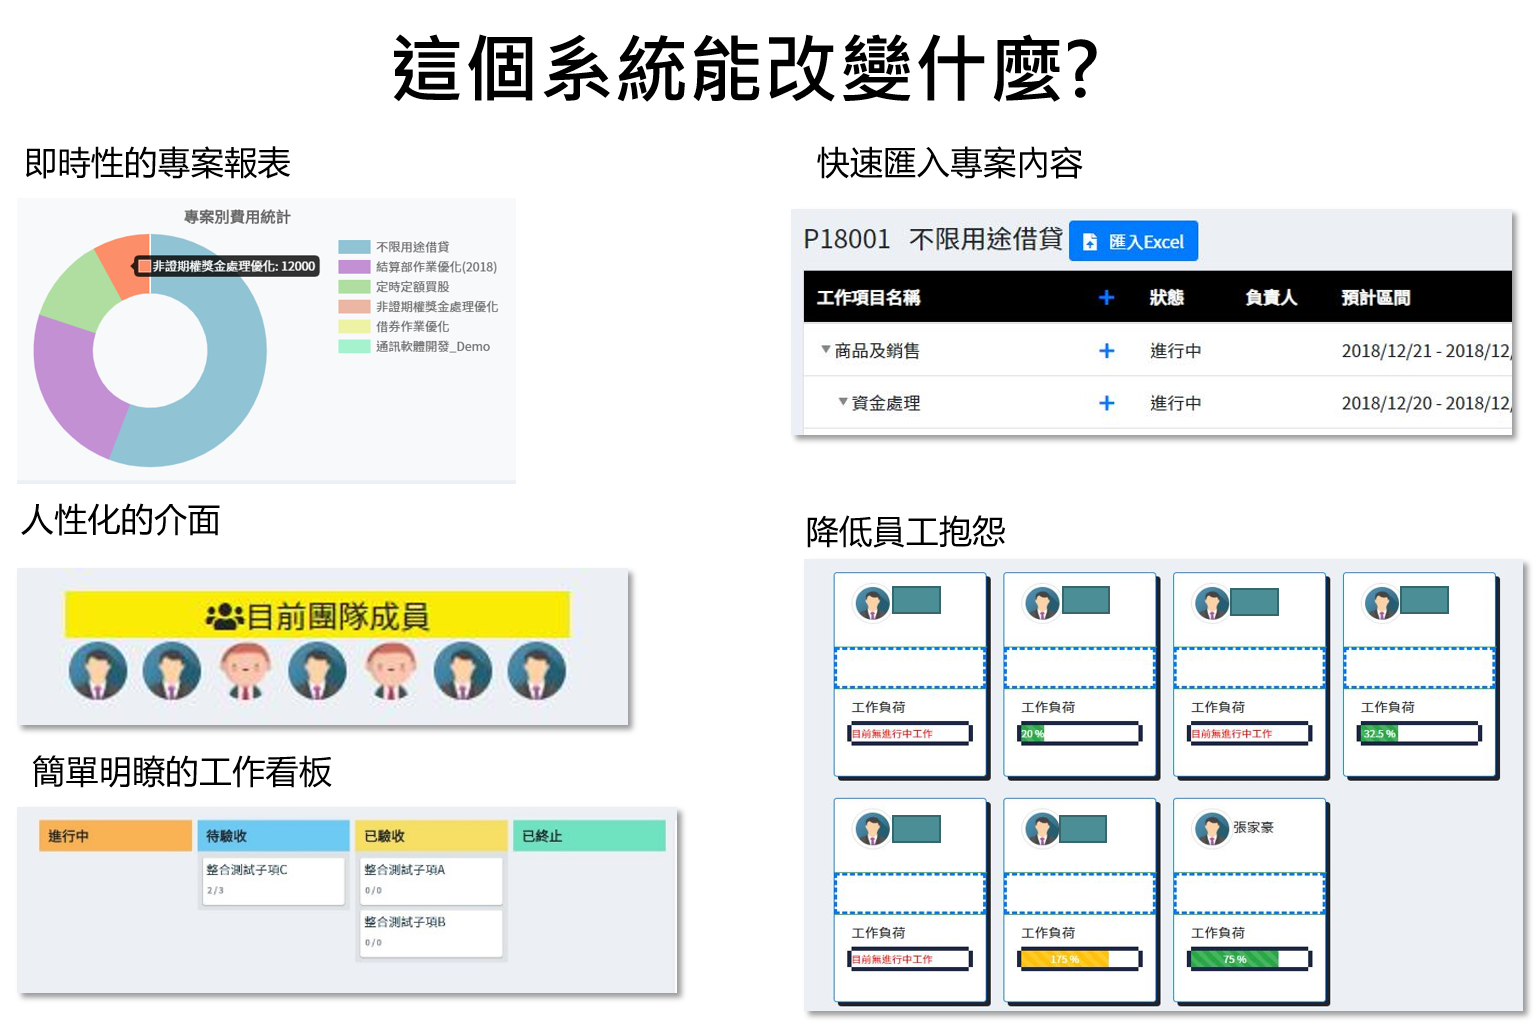 這個系統能改變什麼?
即時性的專案報表
專案別費用統計
非證期權獎金處理優化: 12000
不限用途借貸
結算部作業優化(2018)
定時定額買股
非證期權獎金處理優化
借券作業優化
通訊軟體開發_Demo
人性化的介面
目前團隊成員
簡單明瞭的工作看板
進行中 待驗收 已驗收 已終止
整合測試子項C
2/3
整合測試子項A
0/0
整合測試子項B
0/0
快速匯入專案內容
P18001 不限用途借貸 匯入Excel
工作項目名稱 + 狀態 負責人 預計區間
商品及銷售 + 進行中 2018/12/21 - 2018/12/
資金處理 + 進行中 2018/12/20 - 2018/12/
降低員工抱怨
工作負荷 工作負荷 工作負荷 工作負荷
目前無進行中工作 20 % 目前無進行中工作 32.5 %
張家豪
工作負荷 工作負荷 工作負荷
目前無進行中工作 175 % 75 %